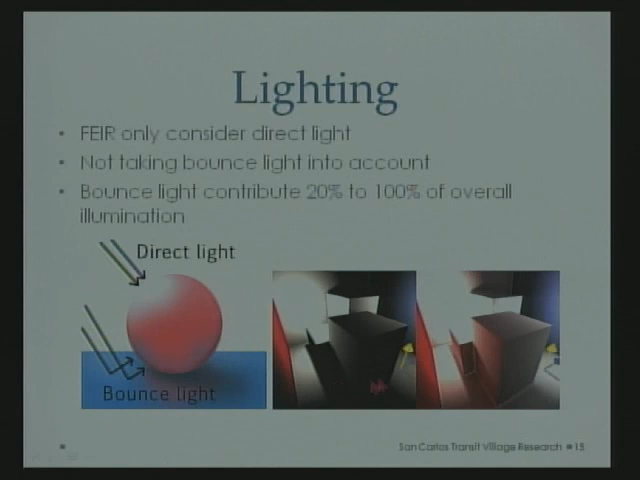 Lighting
FEIR only consider direct light
Not taking bounce light into account
Bounce light contribute 20% to 100% of overall
illumination
Direct light
Bounce light
San Carlos Transit Village Research
15